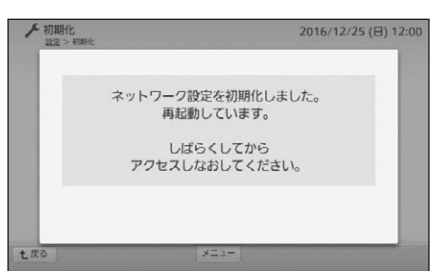 初期化
2016/12/25 (日) 12:00
設定 > 初期化
ネットワーク設定を初期化しました。
再起動しています。
しばらくしてから
アクセスしなおしてください。
戻る
メニュー